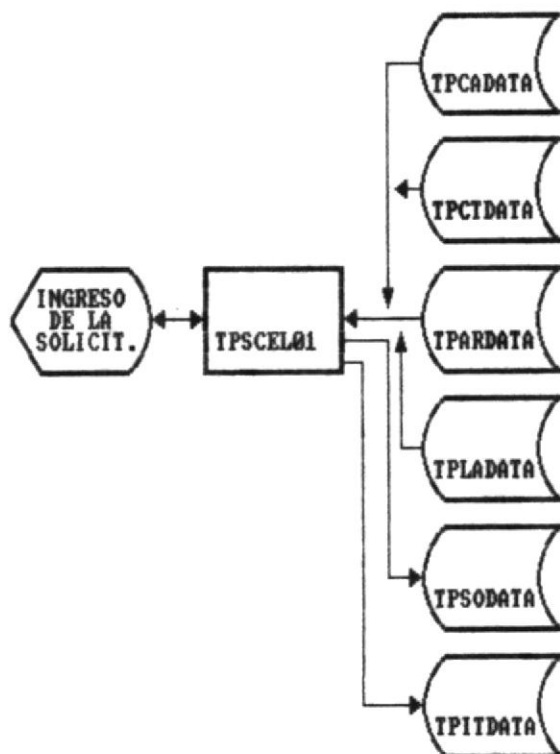 TPCADATA
TPCTDATA
INGRESO
DE LA
SOLICIT.
TPSCEL01
TPARDATA
TPLADATA
TPSODATA
TPITDATA